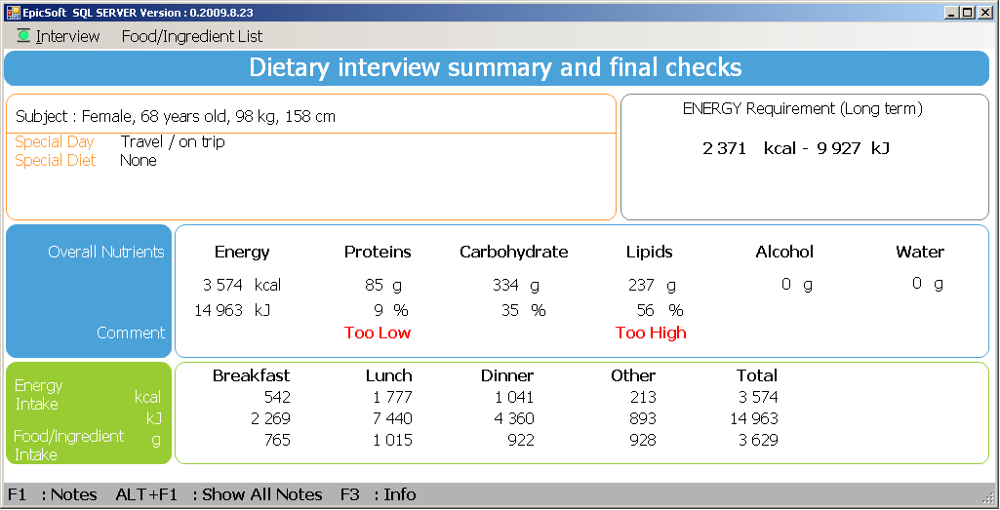 EpicSoft SQL SERVER Version : 0.2009.8.23
Interview Food/Ingredient List
Dietary interview summary and final checks
Subject : Female, 68 years old, 98 kg, 158 cm
Special Day Travel / on trip
Special Diet None
ENERGY Requirement (Long term)
2 371 kcal - 9 927 kJ
Overall Nutrients Energy Proteins Carbohydrate Lipids Alcohol Water
3 574 kcal 85 g 334 g 237 g 0 g 0 g
14 963 kJ 9 % 35 % 56 %
Comment Too Low Too High
Breakfast Lunch Dinner Other Total
Energy Intake kcal 542 1 777 1 041 213 3 574
kJ 2 269 7 440 4 360 893 14 963
Food/ingredient Intake g 765 1 015 922 928 3 629
F1 : Notes ALT+F1 : Show All Notes F3 : Info